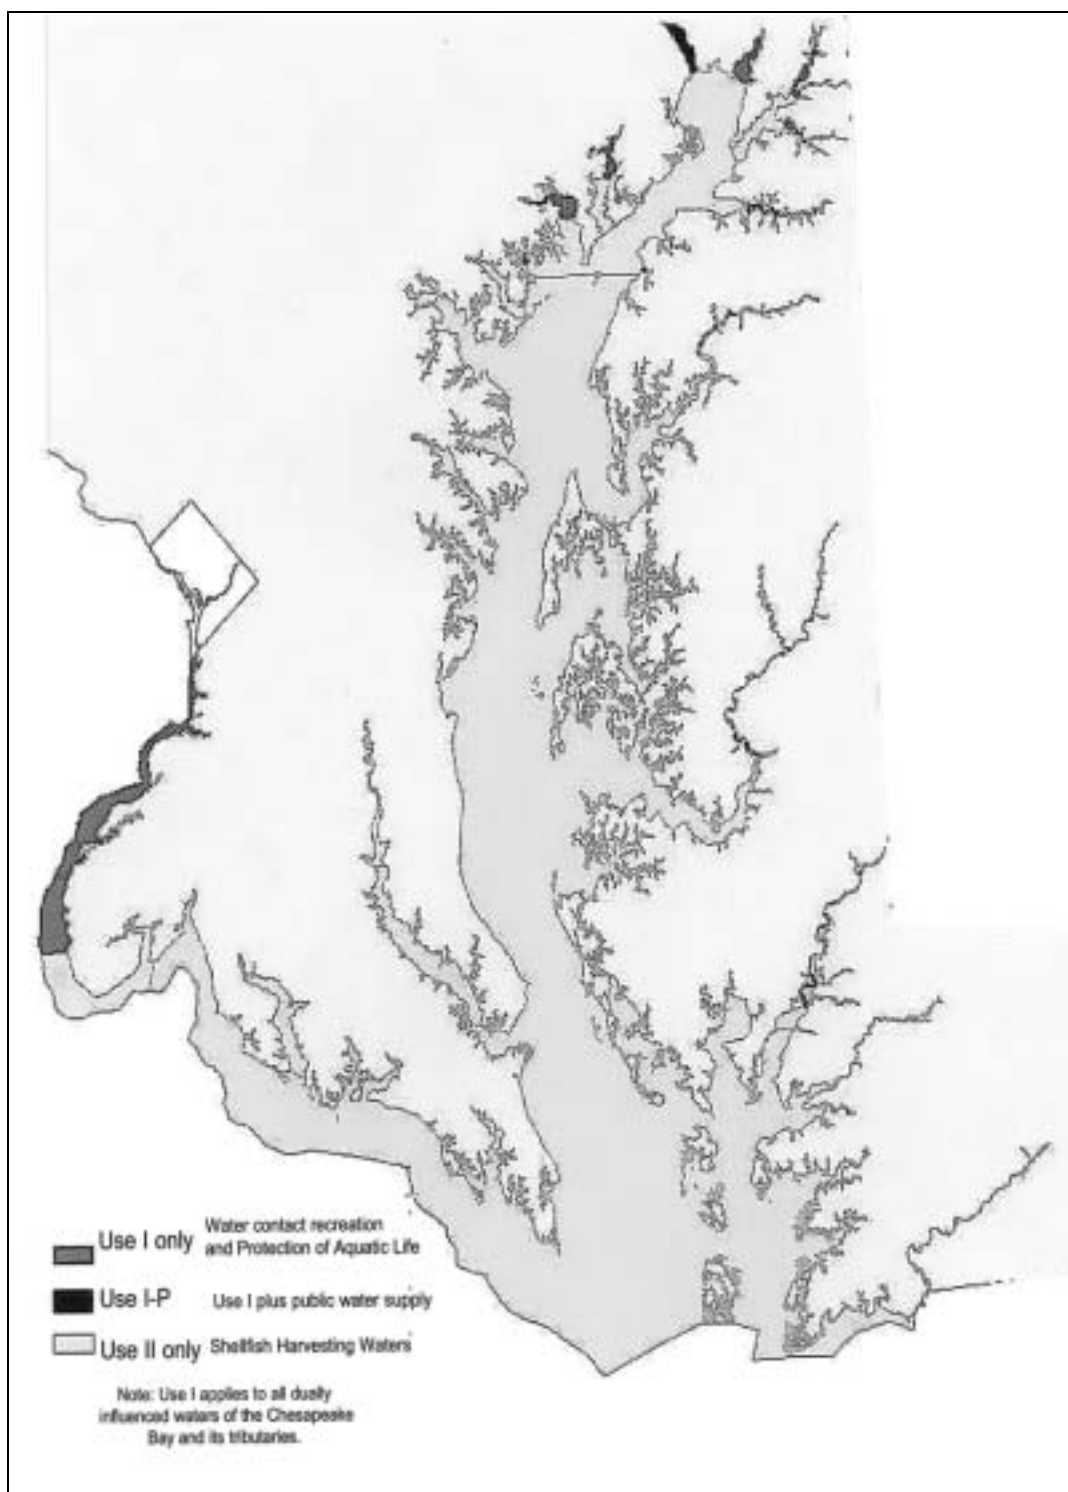 Use I only
Water contact recreation
and Protection of Aquatic Life
Use I-P
Use I plus public water supply
Use II only
Shellfish Harvesting Waters
Note: Use I applies to all dually
influenced waters of the Chesapeake
Bay and its tributaries.